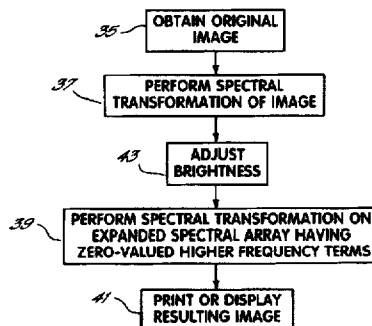 35
OBTAIN ORIGINAL
IMAGE
37
PERFORM SPECTRAL
TRANSFORMATION OF IMAGE
43
ADJUST
BRIGHTNESS
39
PERFORM SPECTRAL TRANSFORMATION ON
EXPANDED SPECTRAL ARRAY HAVING
ZERO-VALUED HIGHER FREQUENCY TERMS
41
PRINT OR DISPLAY
RESULTING IMAGE